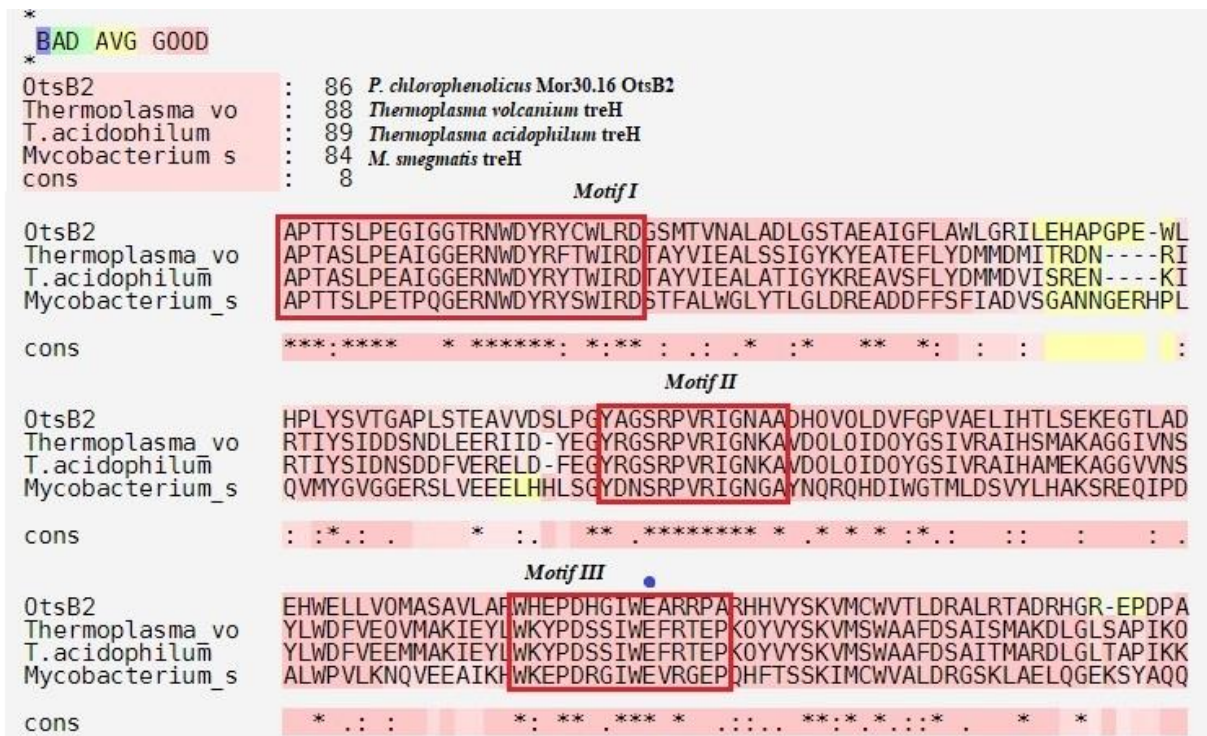 *
BAD AVG GOOD
*
OtsB2 : 86 P. chlorophenolicus Mor30.16 OtsB2
Thermoplasma_vo : 88 Thermoplasma volcanium treH
T.acidophilum : 89 Thermoplasma acidophilum treH
Mycobacterium_s : 84 M. smegmatis treH
cons : 8
Motif I
OtsB2 APTTSLPEGIGGTRNWDYRYCWLRDGSMTVNALADLGSTAEAIGFLAWLGRILEHAPGPE-WL
Thermoplasma_vo APTASLPEAIGGERNWDYRFTWIRDTAYVIEALSSIGYKYEATEFLYDMMDMITRDN----RI
T.acidophilum APTASLPEAIGGERNWDYRYTWIRDTAYVIEALATIGYKREAVSFLYDMMDVISREN----KI
Mycobacterium_s APTTSLPETPQGERNWDYRYSWIRDSTFALWGLYTLGLDREADDFFSFIADVSGANNGERHPL
cons ***:**** * ******: *:** : .: .* :* ** *: : : :
Motif II
OtsB2 HPLYSVTGAPLSTEAVVDSLPGYAGSRPVRIGNAADHQVQLDVFGPVAELIHTLSEKEGTLAD
Thermoplasma_vo RTIYSIDDSNDLEERIID-YEGYRGSRPVRIGNKAVDQLQIDQYGSIVRAIHSMAKAGGIVNS
T.acidophilum RTIYSIDNSDDFVERELD-FEGYRGSRPVRIGNKAVDQLQIDQYGSIVRAIHAMEKAGGVVNS
Mycobacterium_s QVMYGVGGERSLVEEELHHLSGYDNSRPVRIGNGAYNQRQHDIWGTMLDSVYLHAKSREQIPD
cons : :*.: . * :. ** .******** * .* * * :*.: :: : : .
Motif III
OtsB2 EHWELLVQMASAVLARWHEPDHGIWEARRPARHHVYSKVMCWVTLDRALRTADRHGR-EPDPA
Thermoplasma_vo YLWDFVEQVMAKIEYLWKYPDSSIWEFRTEPKQYVYSKVMSWAAFDSAISMAKDLGLSAPIKQ
T.acidophilum YLWDFVEEMMAKIEYLWKYPDSSIWEFRTEPKQYVYSKVMSWAAFDSAITMARDLGLTAPIKK
Mycobacterium_s ALWPVLKNQVEEAIKHWKEPDRGIWEVRGEPQHFTSSKIMCWVALDRGSKLAELQGEKSYAQQ
cons * .: : *: ** .*** * .::.. **:*.*.::* . * *